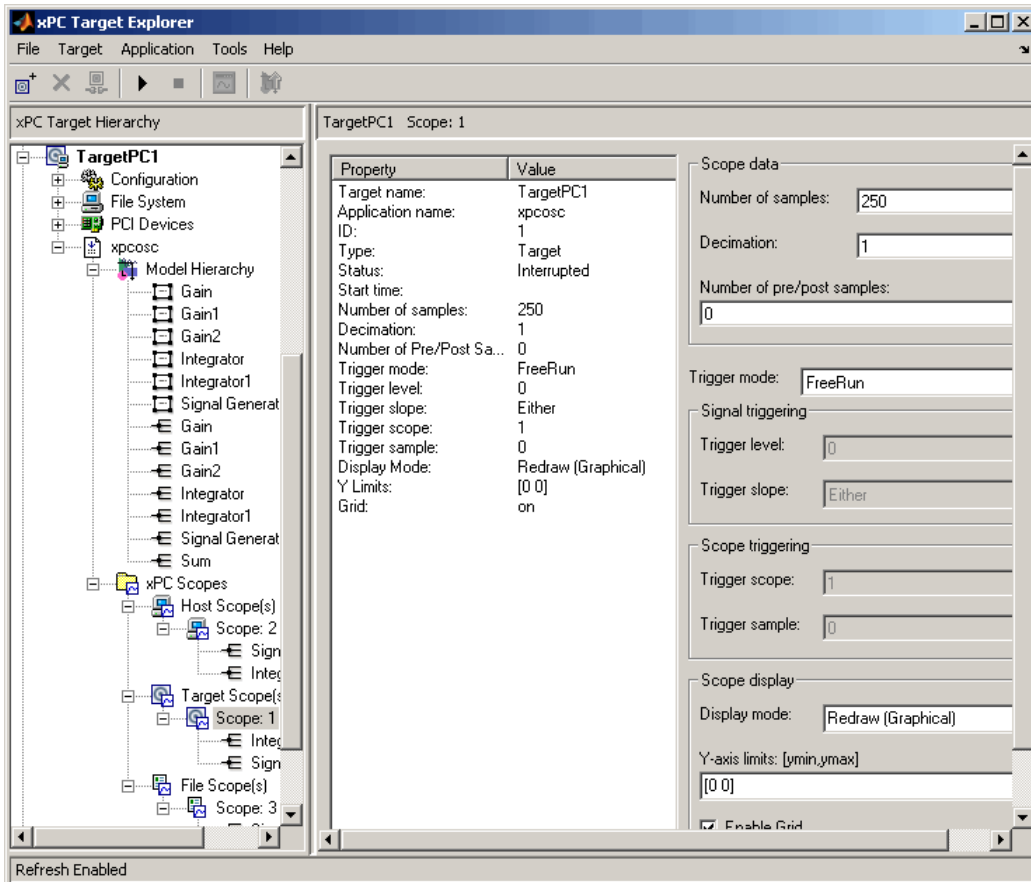 xPC Target Explorer
File Target Application Tools Help
xPC Target Hierarchy
TargetPC1
Configuration
File System
PCI Devices
xpcosc
Model Hierarchy
Gain
Gain1
Gain2
Integrator
Integrator1
Signal Generat
Gain
Gain1
Gain2
Integrator
Integrator1
Signal Generat
Sum
xPC Scopes
Host Scope(s)
Scope: 2
Sign
Integ
Target Scope(s
Scope: 1
Integ
Sign
File Scope(s)
Scope: 3
TargetPC1 Scope: 1
Property Value
Target name: TargetPC1
Application name: xpcosc
ID: 1
Type: Target
Status: Interrupted
Start time:
Number of samples: 250
Decimation: 1
Number of Pre/Post Sa... 0
Trigger mode: FreeRun
Trigger level: 0
Trigger slope: Either
Trigger scope: 1
Trigger sample: 0
Display Mode: Redraw (Graphical)
Y Limits: [0 0]
Grid: on
Scope data
Number of samples: 250
Decimation: 1
Number of pre/post samples:
0
Trigger mode: FreeRun
Signal triggering
Trigger level: 0
Trigger slope: Either
Scope triggering
Trigger scope: 1
Trigger sample: 0
Scope display
Display mode: Redraw (Graphical)
Y-axis limits: [ymin,ymax]
[0 0]
Enable Grid
Refresh Enabled